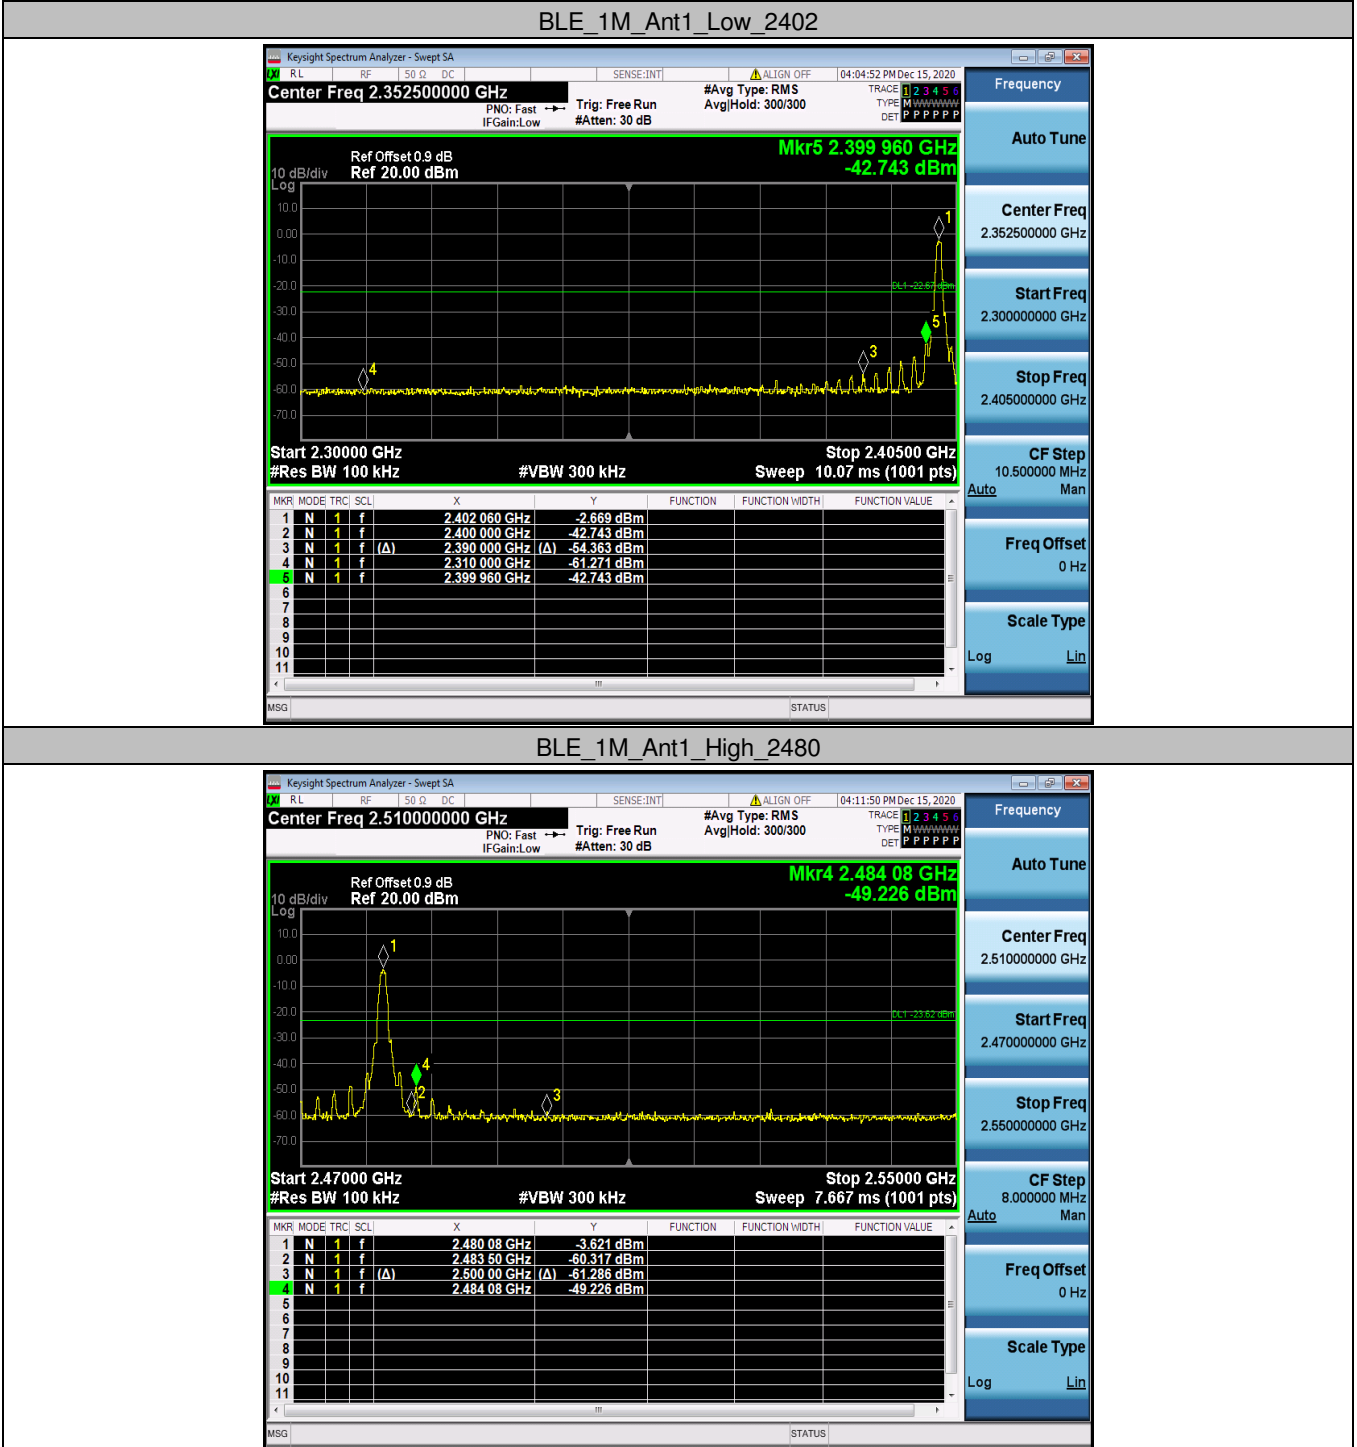 BLE_1M_Ant1_Low_2402
Keysight Spectrum Analyzer - Swept SA
LXI RL RF 50 Ω DC SENSE:INT ALIGN OFF 04:04:52 PM Dec 15, 2020
Center Freq 2.352500000 GHz
PNO: Fast
IFGain:Low
Trig: Free Run
#Atten: 30 dB
#Avg Type: RMS
Avg|Hold: 300/300
TRACE 1 2 3 4 5 6
TYPE M WWWWW
DET P P P P P P
Mkr5 2.399 960 GHz
-42.743 dBm
Ref Offset 0.9 dB
10 dB/div Ref 20.00 dBm
Log
10.0
0.00
-10.0
-20.0
-30.0
-40.0
-50.0
-60.0
-70.0
1
DL1 -22.67 dBm
5
3
4
Start 2.30000 GHz Stop 2.40500 GHz
#Res BW 100 kHz #VBW 300 kHz Sweep 10.07 ms (1001 pts)
MKR MODE TRC SCL X Y FUNCTION FUNCTION WIDTH FUNCTION VALUE
1 N 1 f 2.402 060 GHz -2.669 dBm
2 N 1 f 2.400 000 GHz -42.743 dBm
3 N 1 f (Δ) 2.390 000 GHz (Δ) -54.363 dBm
4 N 1 f 2.310 000 GHz -61.271 dBm
5 N 1 f 2.399 960 GHz -42.743 dBm
6
7
8
9
10
11
MSG STATUS
Frequency
Auto Tune
Center Freq
2.352500000 GHz
Start Freq
2.300000000 GHz
Stop Freq
2.405000000 GHz
CF Step
10.500000 MHz
Auto Man
Freq Offset
0 Hz
Scale Type
Log Lin
BLE_1M_Ant1_High_2480
Keysight Spectrum Analyzer - Swept SA
LXI RL RF 50 Ω DC SENSE:INT ALIGN OFF 04:11:50 PM Dec 15, 2020
Center Freq 2.510000000 GHz
PNO: Fast
IFGain:Low
Trig: Free Run
#Atten: 30 dB
#Avg Type: RMS
Avg|Hold: 300/300
TRACE 1 2 3 4 5 6
TYPE M WWWWW
DET P P P P P P
Mkr4 2.484 08 GHz
-49.226 dBm
Ref Offset 0.9 dB
10 dB/div Ref 20.00 dBm
Log
10.0
0.00
-10.0
-20.0
-30.0
-40.0
-50.0
-60.0
-70.0
1
DL1 -23.62 dBm
4
2
3
Start 2.47000 GHz Stop 2.55000 GHz
#Res BW 100 kHz #VBW 300 kHz Sweep 7.667 ms (1001 pts)
MKR MODE TRC SCL X Y FUNCTION FUNCTION WIDTH FUNCTION VALUE
1 N 1 f 2.480 08 GHz -3.621 dBm
2 N 1 f 2.483 50 GHz -60.317 dBm
3 N 1 f (Δ) 2.500 00 GHz (Δ) -61.286 dBm
4 N 1 f 2.484 08 GHz -49.226 dBm
5
6
7
8
9
10
11
MSG STATUS
Frequency
Auto Tune
Center Freq
2.510000000 GHz
Start Freq
2.470000000 GHz
Stop Freq
2.550000000 GHz
CF Step
8.000000 MHz
Auto Man
Freq Offset
0 Hz
Scale Type
Log Lin